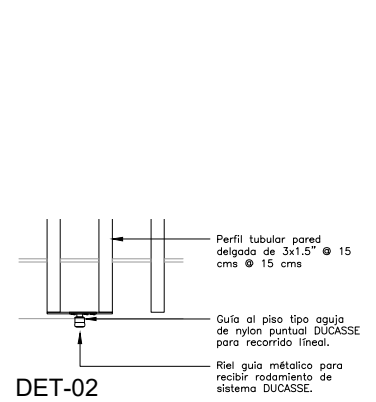 Perfil tubular pared
delgada de 3x1.5" @ 15
cms @ 15 cms
Guía al piso tipo aguja
de nylon puntual DUCASSE
para recorrido líneal.
Riel guia métalico para
recibir rodamiento de
sistema DUCASSE.
DET-02